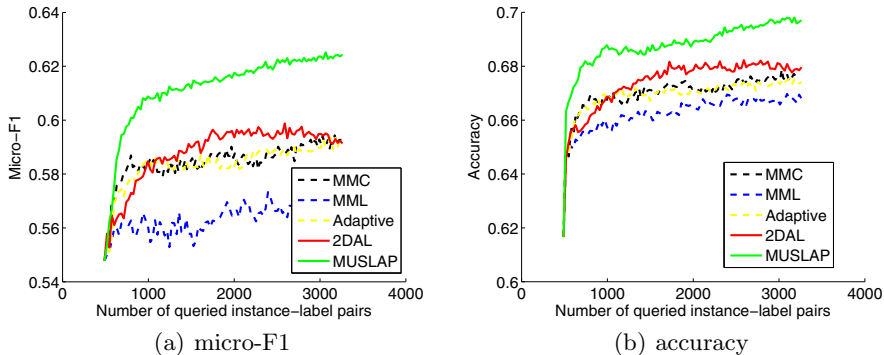 0.64
0.62
0.6
0.58
0.56
0.54
Micro−F1
0
1000
2000
3000
4000
Number of queried instance−label pairs
MMC
MML
Adaptive
2DAL
MUSLAP
(a) micro-F1
0.7
0.68
0.66
0.64
0.62
0.6
Accuracy
0
1000
2000
3000
4000
Number of queried instance−label pairs
MMC
MML
Adaptive
2DAL
MUSLAP
(b) accuracy